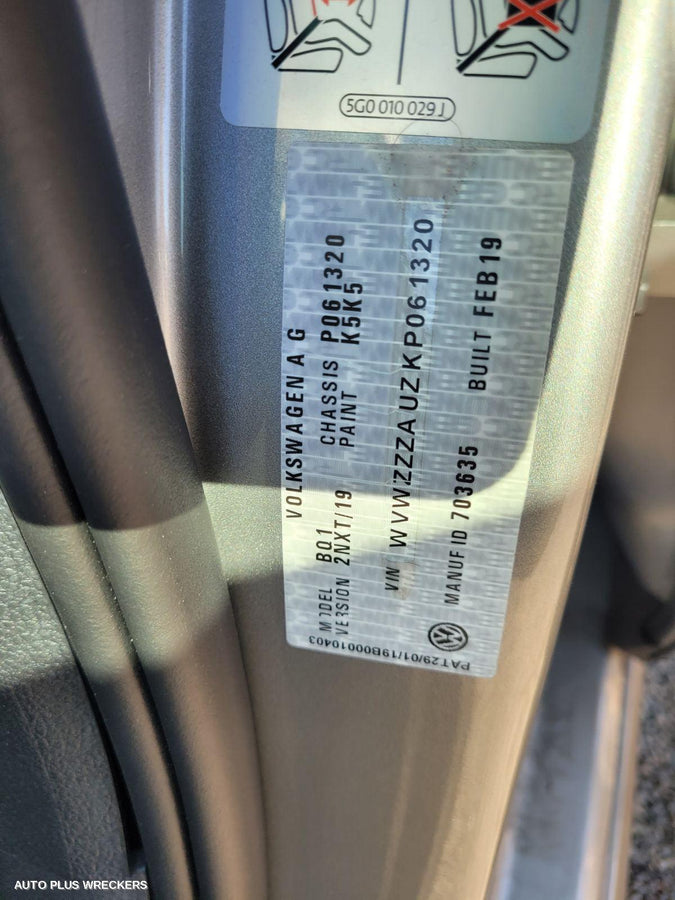 5G0 010 029 J
VOLKSWAGEN A G
MODEL BQ1 CHASSIS P061320
VERSION 2NXT/19 PAINT K5K5
VIN WVWZZZAUZKP061320
MANUF ID 703635 BUILT FEB19
PAT29/01/19B00010403
AUTO PLUS WRECKERS